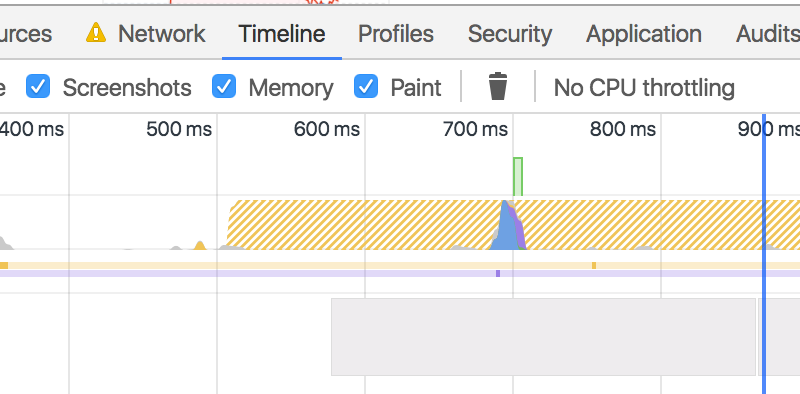 urces Network Timeline Profiles Security Application Audits
e Screenshots Memory Paint No CPU throttling
400 ms 500 ms 600 ms 700 ms 800 ms 900 ms